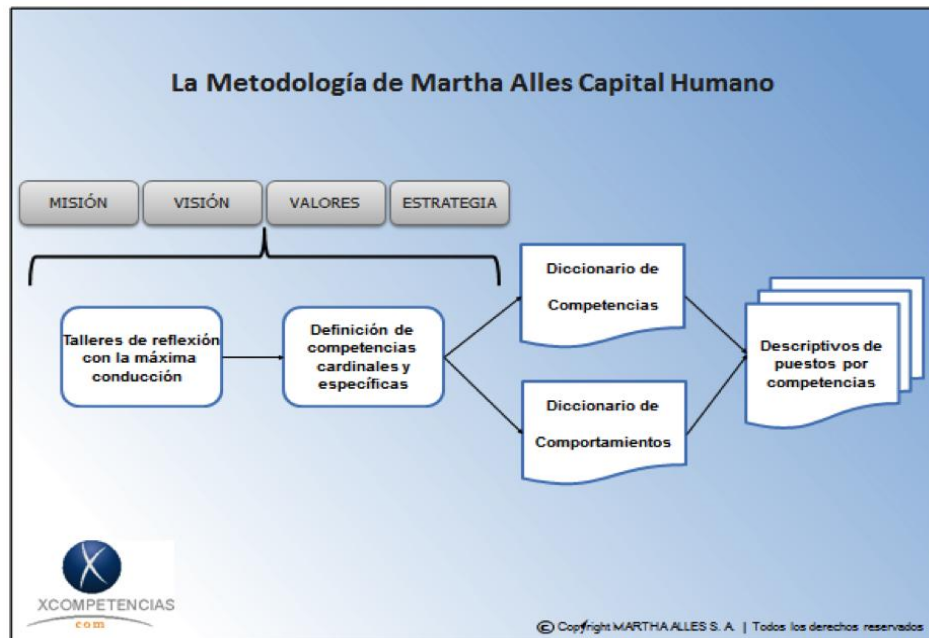 La Metodología de Martha Alles Capital Humano
MISIÓN
VISIÓN
VALORES
ESTRATEGIA
Talleres de reflexión
con la máxima
conducción
Definición de
competencias
cardinales y
específicas
Diccionario de
Competencias
Diccionario de
Comportamientos
Descriptivos de
puestos por
competencias
X
XCOMPETENCIAS
com
© Copyright MARTHA ALLES S. A. | Todos los derechos reservados